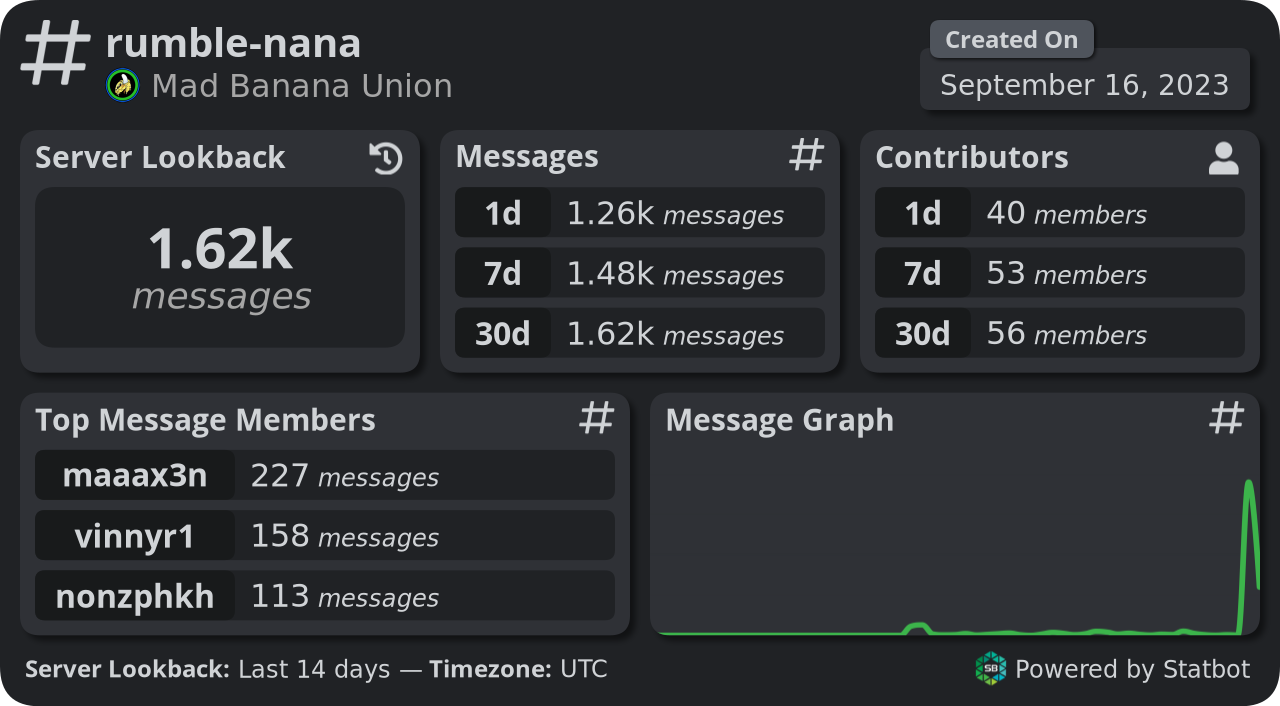 rumble-nana
Mad Banana Union
Created On
September 16, 2023
Server Lookback
1.62k
messages
Messages
1d 1.26k messages
7d 1.48k messages
30d 1.62k messages
Contributors
1d 40 members
7d 53 members
30d 56 members
Top Message Members
maaax3n 227 messages
vinnyr1 158 messages
nonzphkh 113 messages
Message Graph
Server Lookback: Last 14 days — Timezone: UTC
SB Powered by Statbot